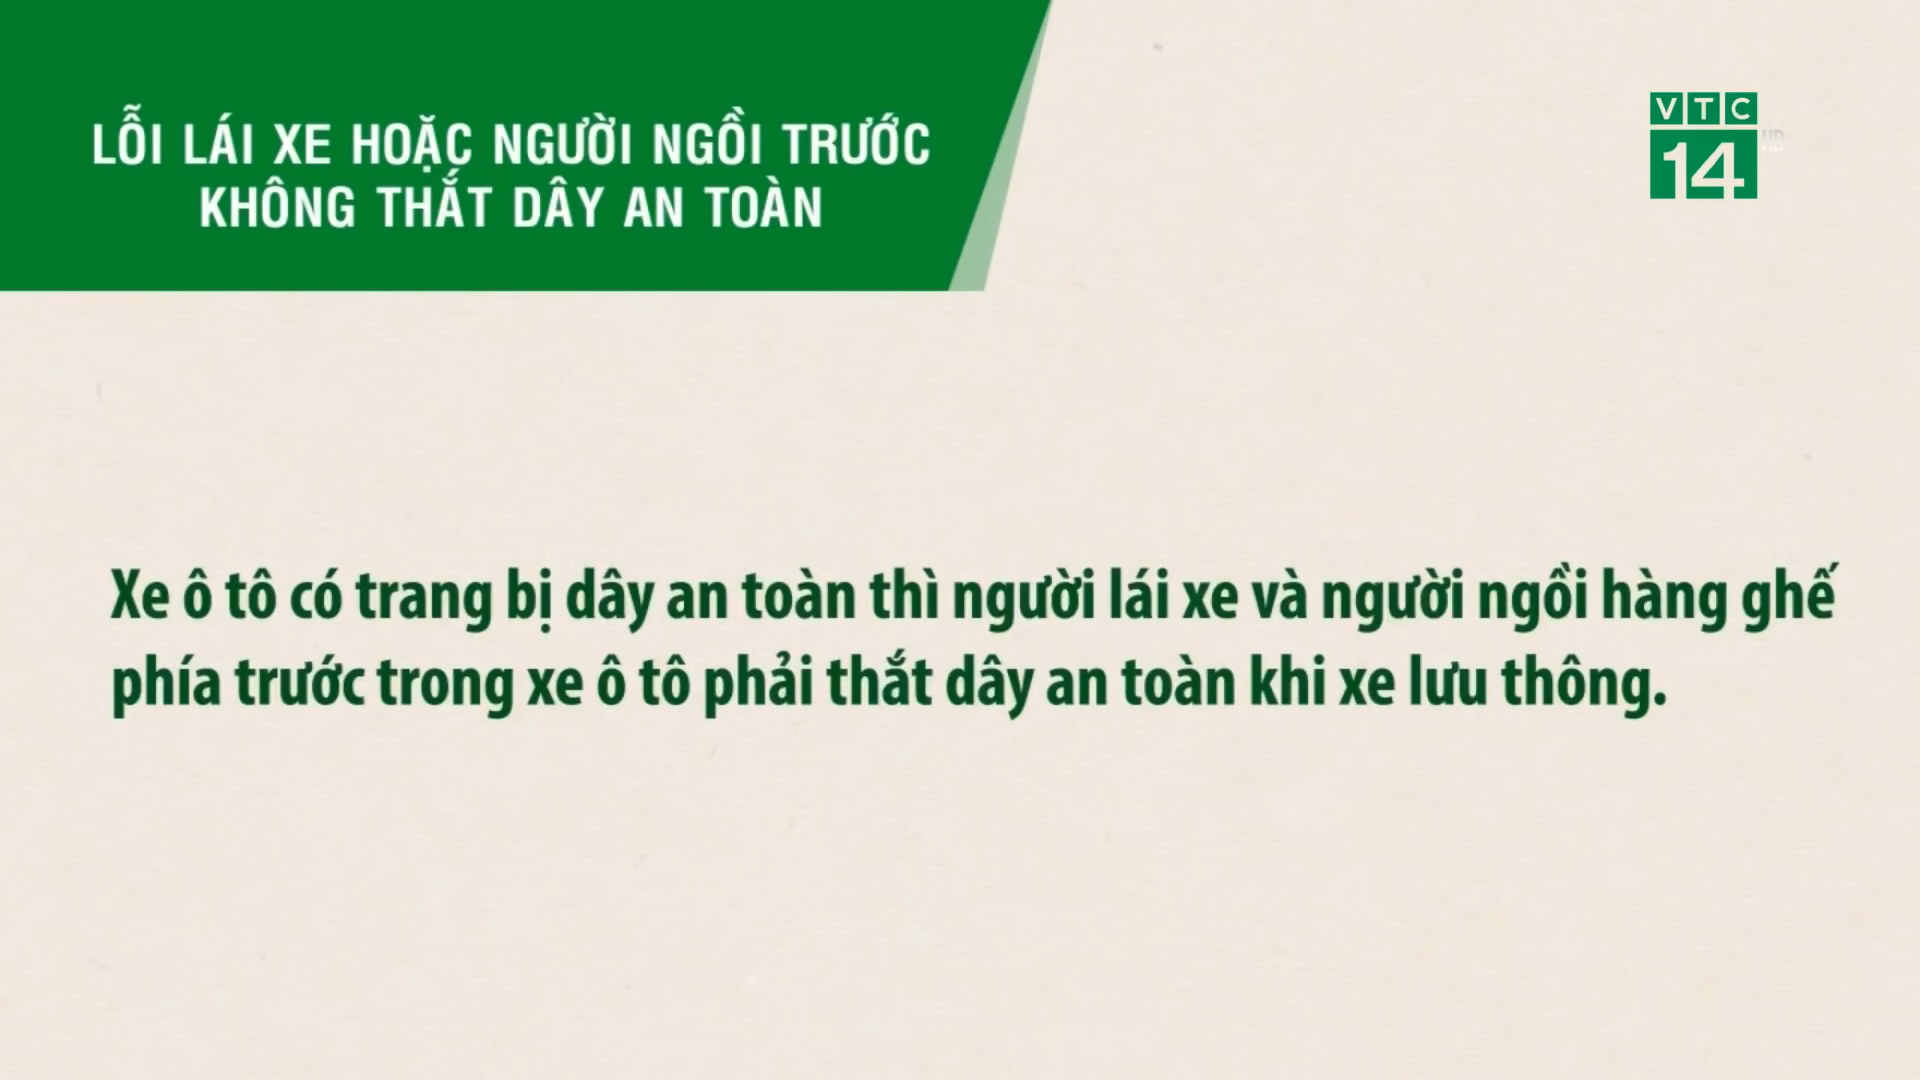 LỖI LÁI XE HOẶC NGƯỜI NGỒI TRƯỚC
KHÔNG THẮT DÂY AN TOÀN
VTC
14
HD
Xe ô tô có trang bị dây an toàn thì người lái xe và người ngồi hàng ghế
phía trước trong xe ô tô phải thắt dây an toàn khi xe lưu thông.